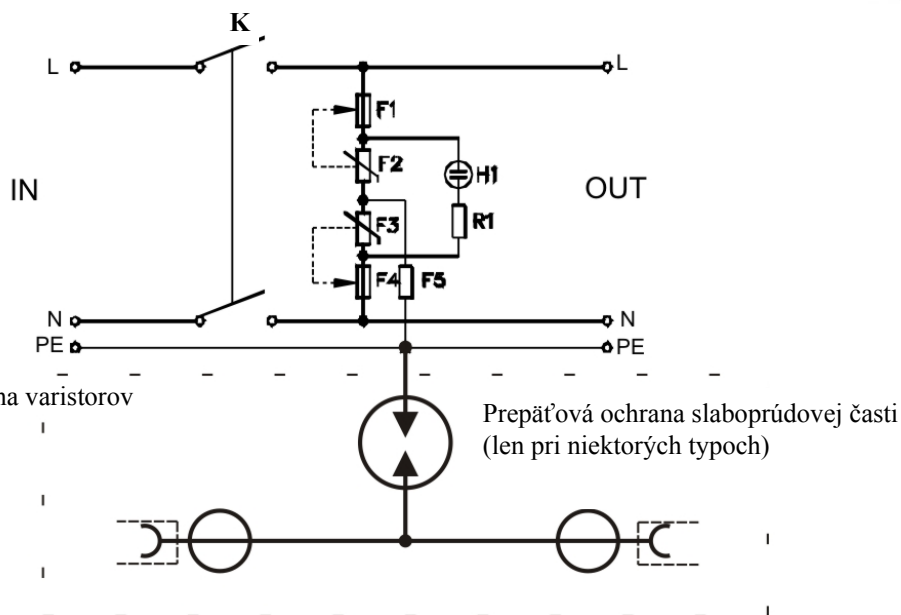 K
L
L
F1
F2
H1
IN
OUT
F3
R1
F4
F5
N
N
PE
PE
na varistorov
Prepäťová ochrana slaboprúdovej časti
(len pri niektorých typoch)